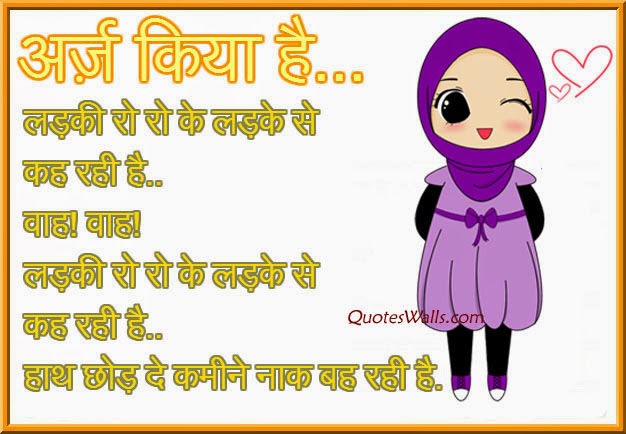 अर्ज़ किया है...
लड़की रो रो के लड़के से
कह रही है..
वाह! वाह!
लड़की रो रो के लड़के से
कह रही है..
हाथ छोड़ दे कमीने नाक बह रही है.
QuotesWalls.com